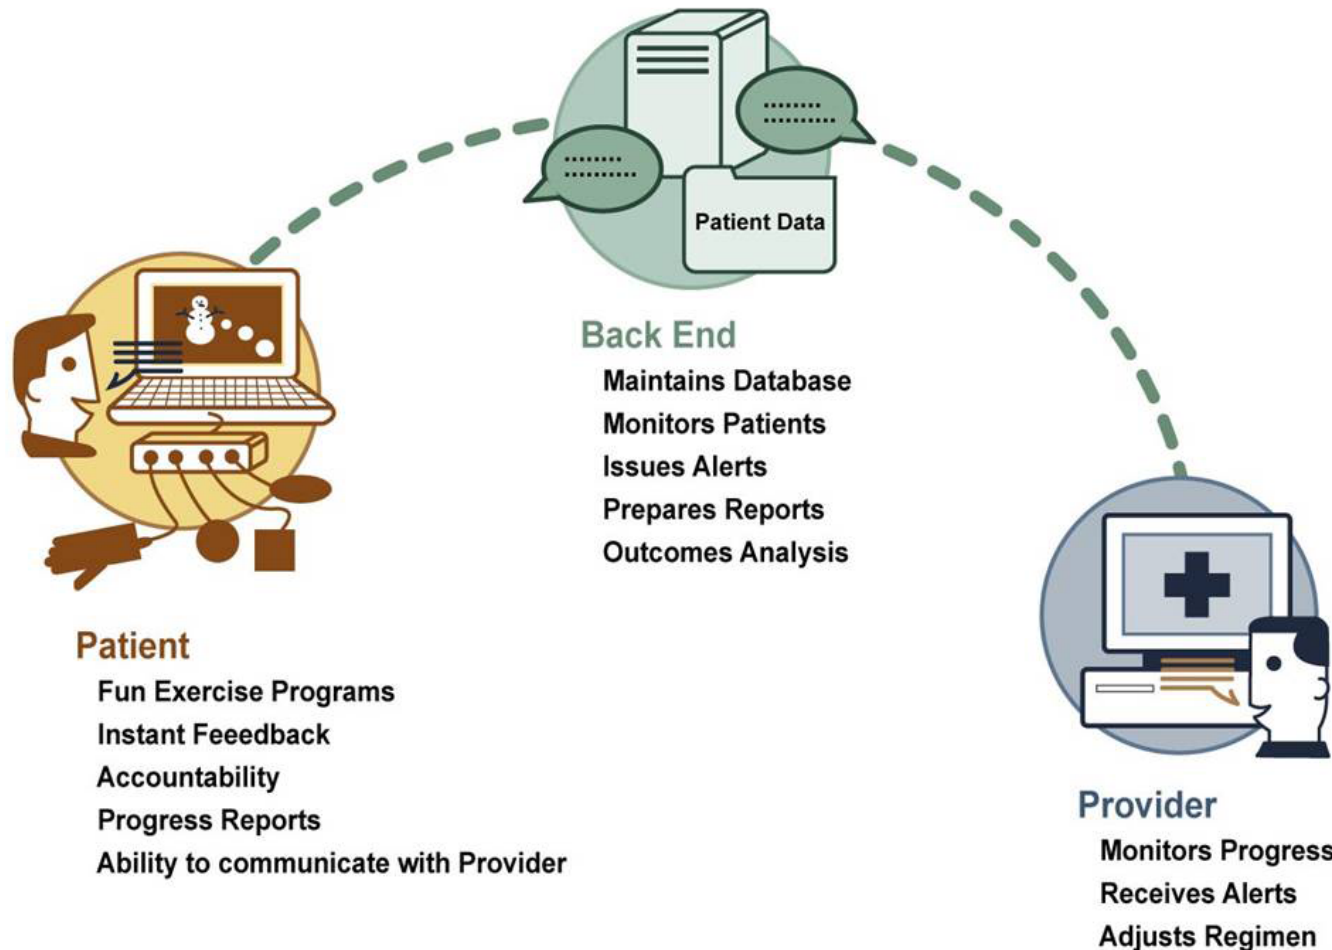 Patient Data
Back End
Maintains Database
Monitors Patients
Issues Alerts
Prepares Reports
Outcomes Analysis
Patient
Fun Exercise Programs
Instant Feeedback
Accountability
Progress Reports
Ability to communicate with Provider
Provider
Monitors Progress
Receives Alerts
Adjusts Regimen